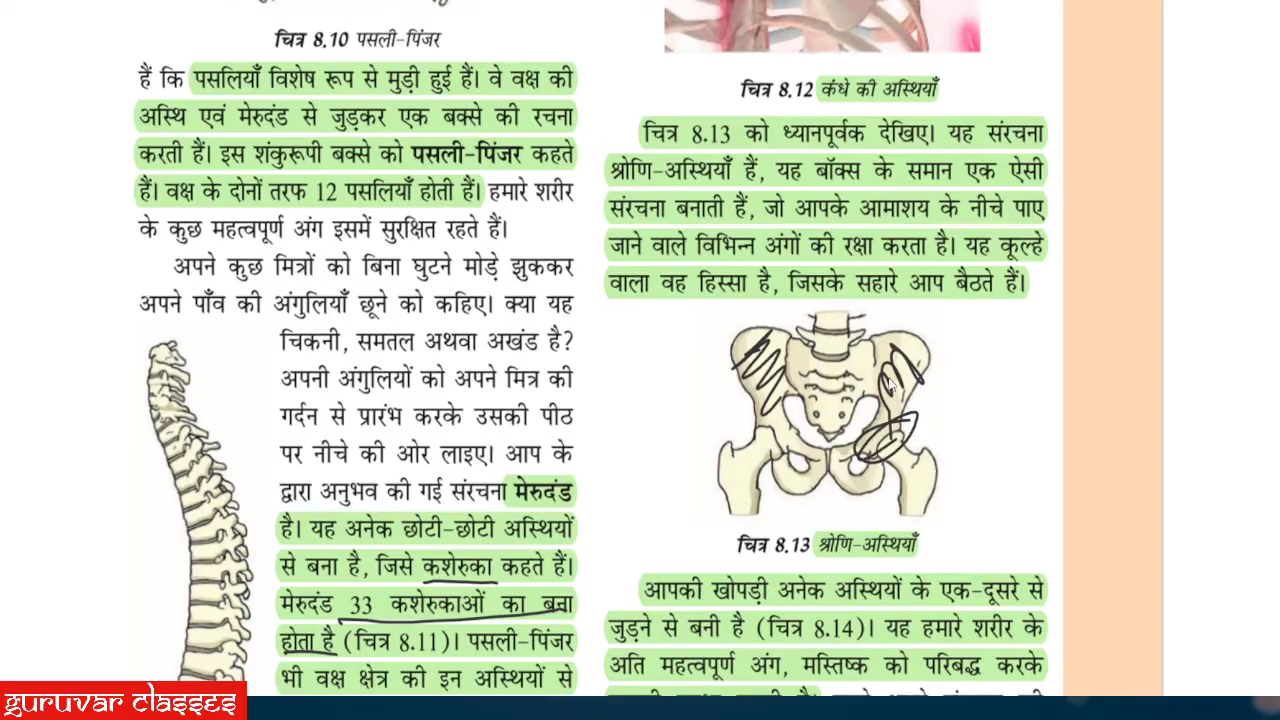 चित्र 8.10 पसली-पिंजर
हैं कि पसलियाँ विशेष रूप से मुड़ी हुई हैं। वे वक्ष की
अस्थि एवं मेरुदंड से जुड़कर एक बक्से की रचना
करती हैं। इस शंकुरूपी बक्से को पसली-पिंजर कहते
हैं। वक्ष के दोनों तरफ 12 पसलियाँ होती हैं। हमारे शरीर
के कुछ महत्वपूर्ण अंग इसमें सुरक्षित रहते हैं।
अपने कुछ मित्रों को बिना घुटने मोड़े झुककर
अपने पाँव की अंगुलियाँ छूने को कहिए। क्या यह
चिकनी, समतल अथवा अखंड है?
अपनी अंगुलियों को अपने मित्र की
गर्दन से प्रारंभ करके उसकी पीठ
पर नीचे की ओर लाइए। आप के
द्वारा अनुभव की गई संरचना मेरुदंड
है। यह अनेक छोटी-छोटी अस्थियों
से बना है, जिसे कशेरुका कहते हैं।
मेरुदंड 33 कशेरुकाओं का बना
होता है (चित्र 8.11)। पसली-पिंजर
भी वक्ष क्षेत्र की इन अस्थियों से
चित्र 8.12 कंधे की अस्थियाँ
चित्र 8.13 को ध्यानपूर्वक देखिए। यह संरचना
श्रोणि-अस्थियाँ हैं, यह बॉक्स के समान एक ऐसी
संरचना बनाती हैं, जो आपके आमाशय के नीचे पाए
जाने वाले विभिन्न अंगों की रक्षा करता है। यह कूल्हे
वाला वह हिस्सा है, जिसके सहारे आप बैठते हैं।
चित्र 8.13 श्रोणि-अस्थियाँ
आपकी खोपड़ी अनेक अस्थियों के एक-दूसरे से
जुड़ने से बनी है (चित्र 8.14)। यह हमारे शरीर के
अति महत्वपूर्ण अंग, मस्तिष्क को परिबद्ध करके
guruvar classes